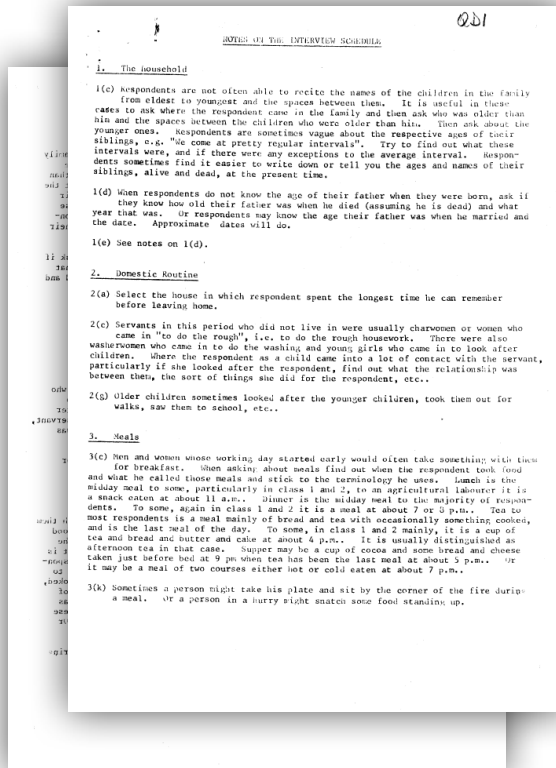 QD1
NOTES ON THE INTERVIEW SCHEDULE
1. The household
1(c) Respondents are not often able to recite the names of the children in the family
from eldest to youngest and the spaces between them. It is useful in these
cases to ask where the respondent came in the family and then ask who was older than
him and the spaces between the children who were older than him. Then ask about the
younger ones. Respondents are sometimes vague about the respective ages of their
siblings, e.g. "We come at pretty regular intervals". Try to find out what these
intervals were, and if there were any exceptions to the average interval. Respon-
dents sometimes find it easier to write down or tell you the ages and names of their
siblings, alive and dead, at the present time.
1(d) When respondents do not know the age of their father when they were born, ask if
they know how old their father was when he died (assuming he is dead) and what
year that was. Or respondents may know the age their father was when he married and
the date. Approximate dates will do.
1(e) See notes on 1(d).
2. Domestic Routine
2(a) Select the house in which respondent spent the longest time he can remember
before leaving home.
2(c) Servants in this period who did not live in were usually charwomen or women who
came in "to do the rough", i.e. to do the rough housework. There were also
washerwomen who came in to do the washing and young girls who came in to look after
children. Where the respondent as a child came into a lot of contact with the servant,
particularly if she looked after the respondent, find out what the relationship was
between them, the sort of things she did for the respondent, etc..
2(g) Older children sometimes looked after the younger children, took them out for
walks, saw them to school, etc..
3. Meals
3(c) Men and women whose working day started early would often take something with them
for breakfast. When asking about meals find out when the respondent took food
and what he called those meals and stick to the terminology he uses. Lunch is the
midday meal to some, particularly in class 1 and 2, to an agricultural labourer it is
a snack eaten at about 11 a.m.. Dinner is the midday meal to the majority of respon-
dents. To some, again in class 1 and 2 it is a meal at about 7 or 8 p.m.. Tea to
most respondents is a meal mainly of bread and tea with occasionally something cooked,
and is the last meal of the day. To some, in class 1 and 2 mainly, it is a cup of
tea and bread and butter and cake at about 4 p.m.. It is usually distinguished as
afternoon tea in that case. Supper may be a cup of cocoa and some bread and cheese
taken just before bed at 9 pm when tea has been the last meal at about 5 p.m.. Or
it may be a meal of two courses either hot or cold eaten at about 7 p.m..
3(k) Sometimes a person might take his plate and sit by the corner of the fire during
a meal. Or a person in a hurry might snatch some food standing up.